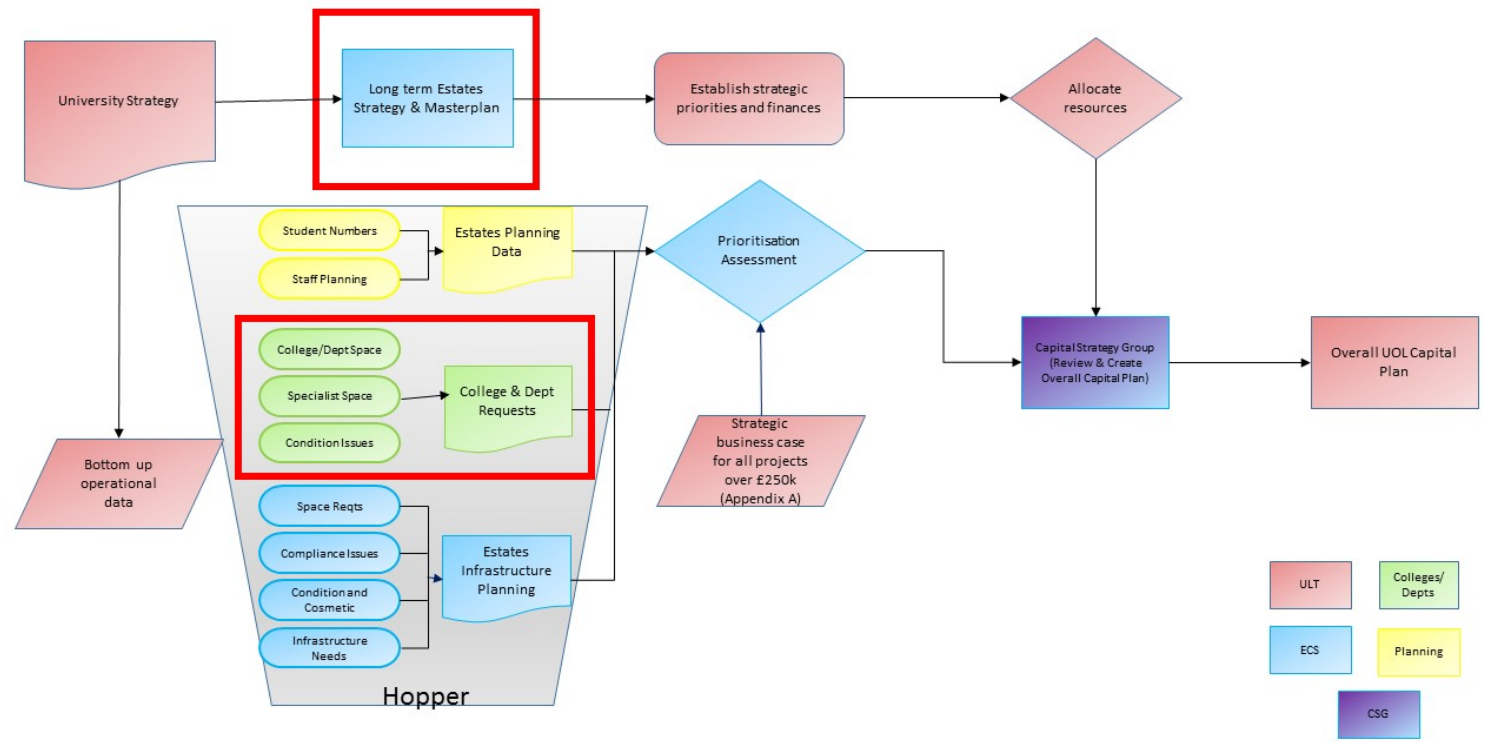 University Strategy
Long term Estates
Strategy & Masterplan
Establish strategic
priorities and finances
Allocate
resources
Student Numbers
Staff Planning
Estates Planning
Data
Prioritisation
Assessment
College/Dept Space
Specialist Space
Condition Issues
College & Dept
Requests
Capital Strategy Group
(Review & Create
Overall Capital Plan)
Overall UOL Capital
Plan
Bottom up
operational
data
Strategic
business case
for all projects
over £250k
(Appendix A)
Space Reqts
Compliance Issues
Condition and
Cosmetic
Infrastructure
Needs
Estates
Infrastructure
Planning
Hopper
ULT
Colleges/
Depts
ECS
Planning
CSG